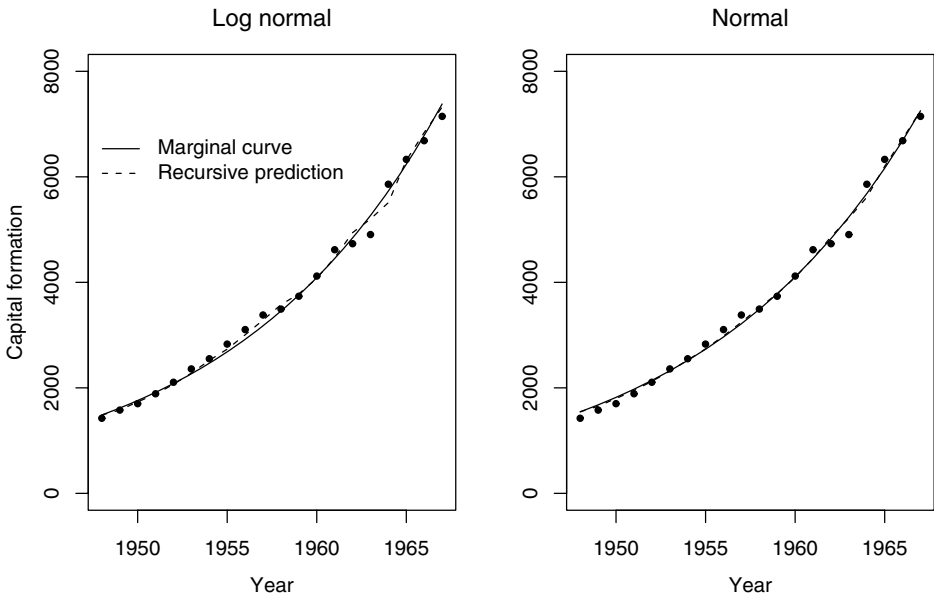 Log normal
Normal
Capital formation
8000
6000
4000
2000
0
Marginal curve
Recursive prediction
1950 1955 1960 1965
Year
8000
6000
4000
2000
0
1950 1955 1960 1965
Year